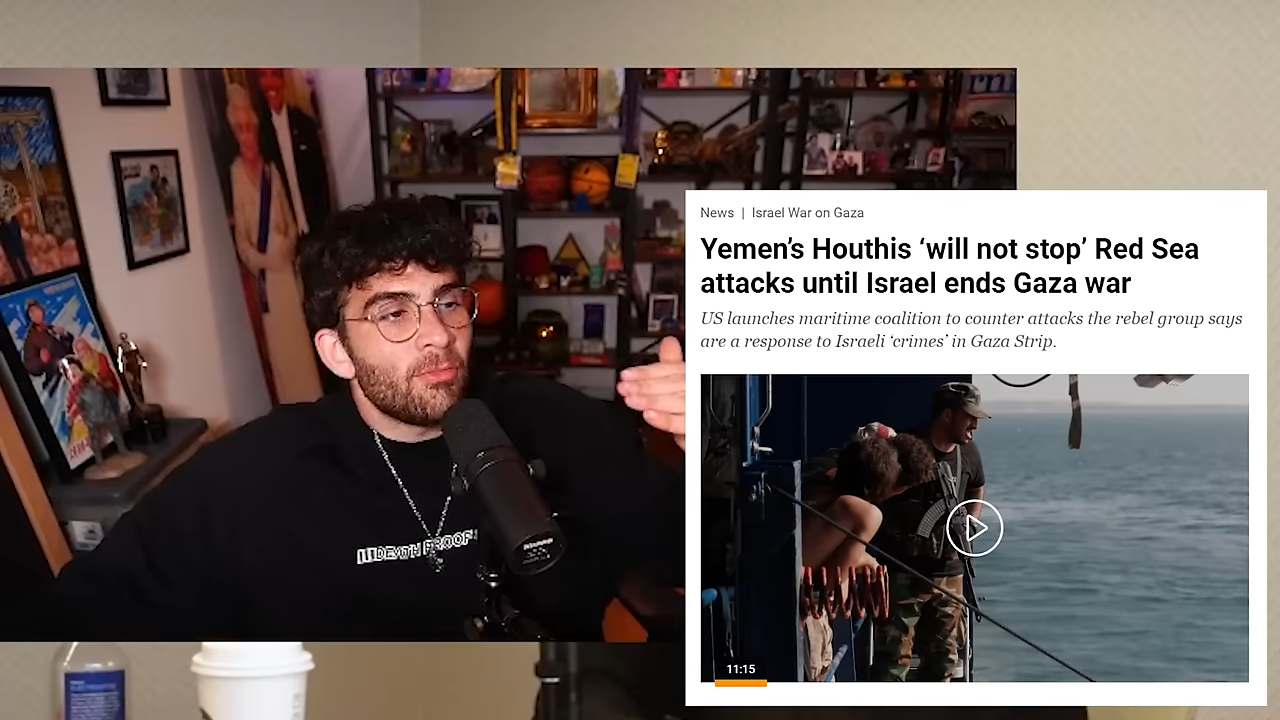 News | Israel War on Gaza
Yemen’s Houthis ‘will not stop’ Red Sea
attacks until Israel ends Gaza war
US launches maritime coalition to counter attacks the rebel group says
are a response to Israeli ‘crimes’ in Gaza Strip.
DEATH PROOF
11:15